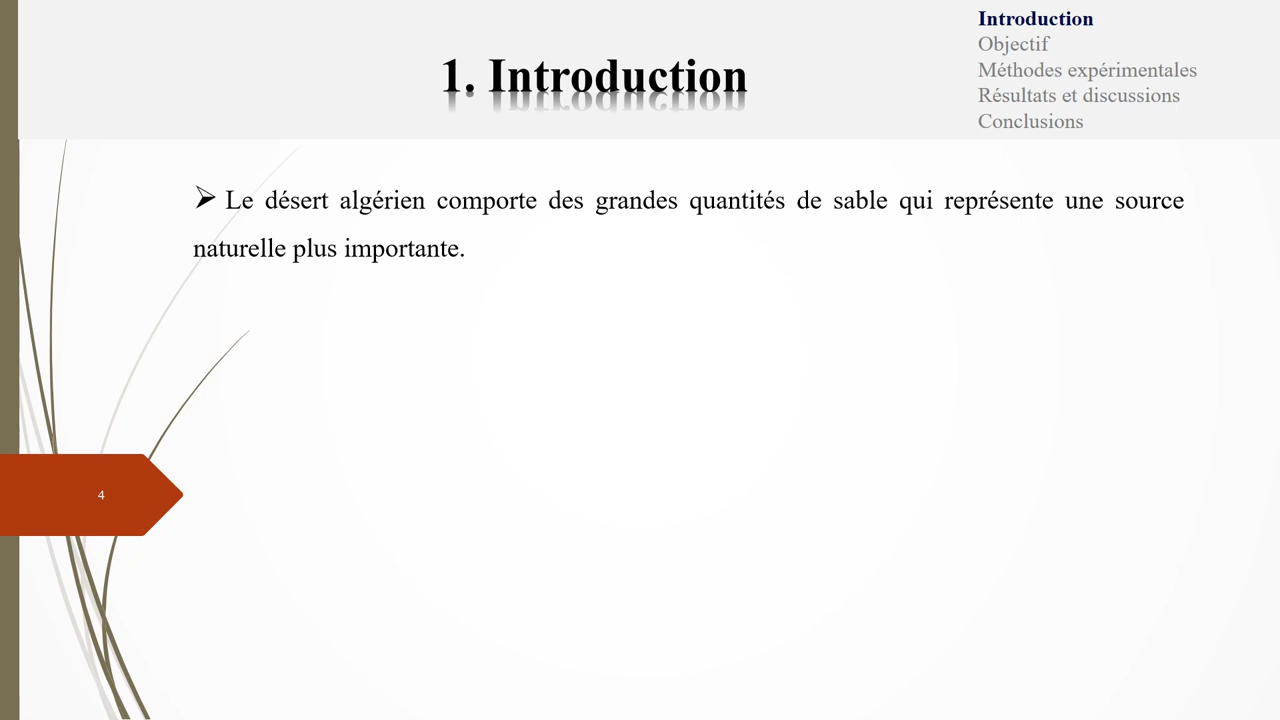 1. Introduction
Introduction
Objectif
Méthodes expérimentales
Résultats et discussions
Conclusions
➢ Le désert algérien comporte des grandes quantités de sable qui représente une source
naturelle plus importante.
4